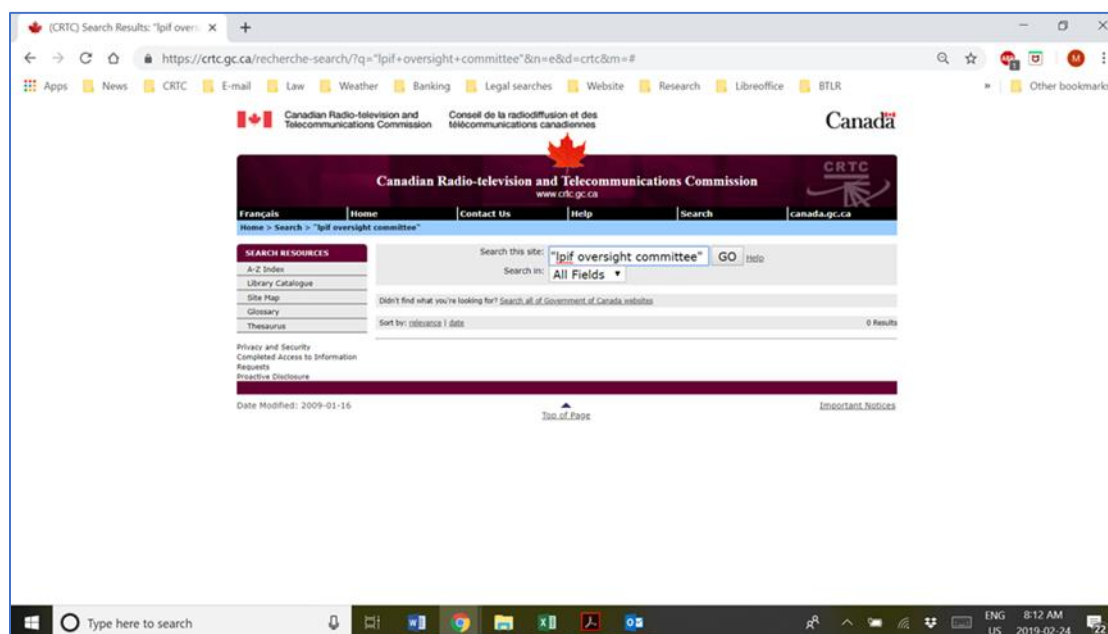 (CRTC) Search Results: "lpif overs
https://crtc.gc.ca/recherche-search/?q="lpif+oversight+committee"&n=e&d=crtc&m=#
Apps News CRTC E-mail Law Weather Banking Legal searches Website Research Libreoffice BTLR » Other bookmarks
Canadian Radio-television and Conseil de la radiodiffusion et des
Telecommunications Commission télécommunications canadiennes
Canada
CRTC
Canadian Radio-television and Telecommunications Commission
www.crtc.gc.ca
Français Home Contact Us Help Search canada.gc.ca
Home > Search > "lpif oversight committee"
SEARCH RESOURCES
A-Z Index
Library Catalogue
Site Map
Glossary
Thesaurus
Privacy and Security
Completed Access to Information
Requests
Proactive Disclosure
Search this site: "lpif oversight committee" GO Help
Search in: All Fields
Didn't find what you're looking for? Search all of Government of Canada websites
Sort by: relevance | date 0 Results
Date Modified: 2009-01-16
Top of Page
Important Notices
Type here to search
ENG 8:12 AM
US 2019-02-24
22